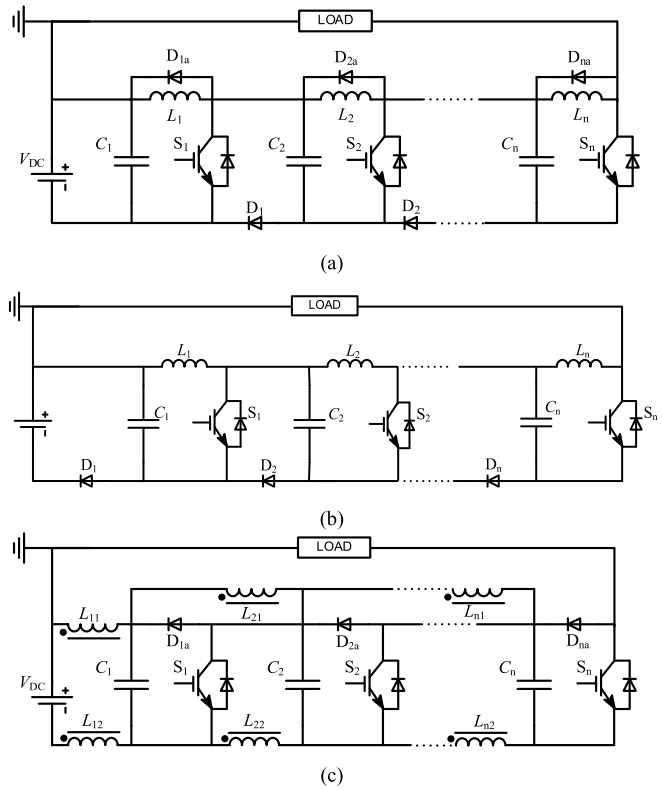 LOAD
D1a D2a Dna
L1 L2 Ln
C1 S1 C2 S2 Cn Sn
VDC + -
D1 D2
(a)
LOAD
L1 L2 Ln
C1 S1 C2 S2 Cn Sn
+ -
D1 D2 Dn
(b)
LOAD
L11 L21 Ln1
D1a D2a Dna
C1 S1 C2 S2 Cn Sn
VDC + -
L12 L22 Ln2
(c)